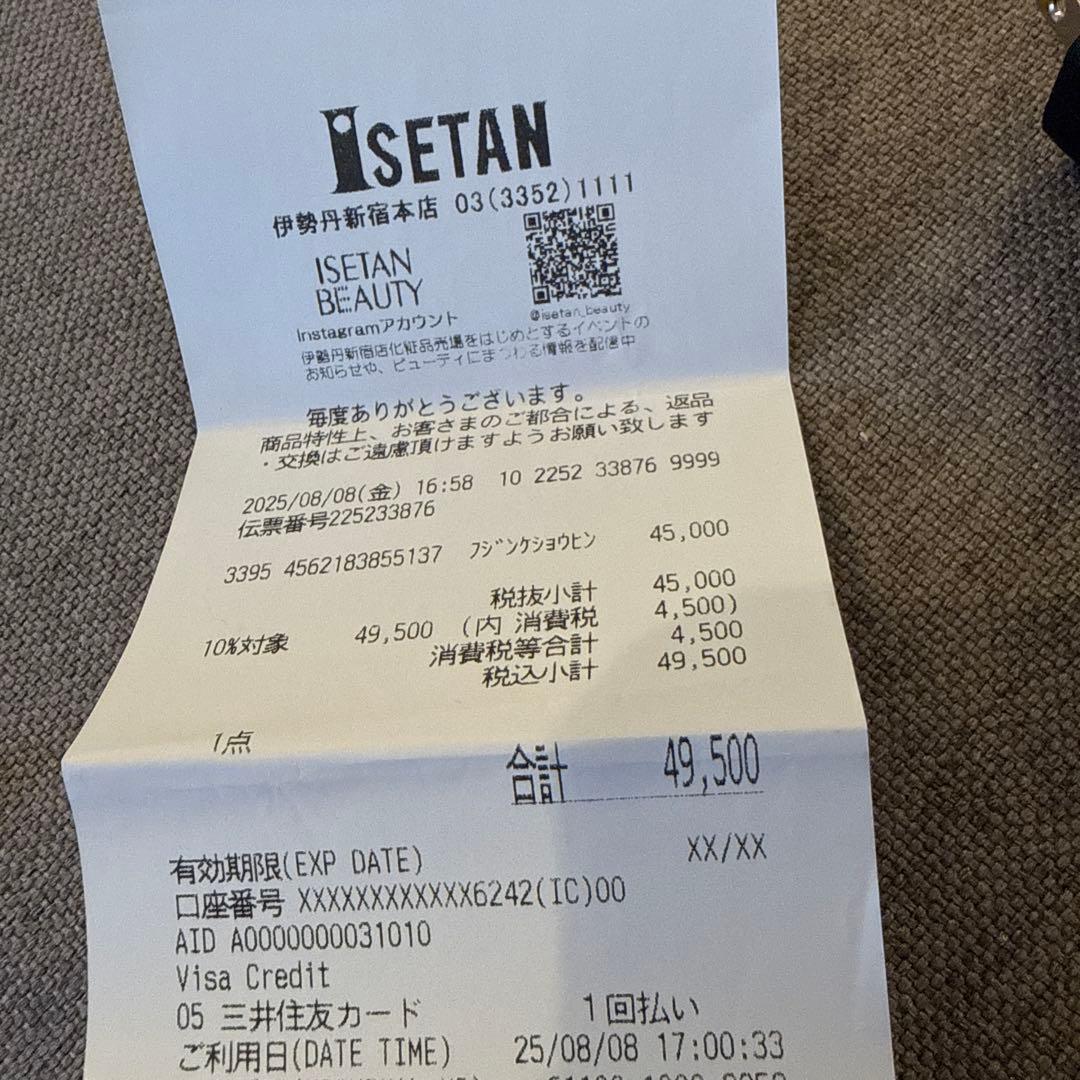 ISETAN
伊勢丹新宿本店 03(3352)1111
ISETAN
BEAUTY
@isetan_beauty
Instagramアカウント
伊勢丹新宿店化粧品売場をはじめとするイベントの
お知らせや、ビューティにまつわる情報を配信中
毎度ありがとうございます。
商品特性上、お客さまのご都合による、返品
・交換はご遠慮頂けますようお願い致します
2025/08/08(金) 16:58 10 2252 33876 9999
伝票番号225233876
3395 4562183855137 フジンケショウヒン 45,000
税抜小計 45,000
10%対象 49,500 (内 消費税 4,500)
消費税等合計 4,500
税込小計 49,500
1点
合計 49,500
有効期限(EXP DATE) XX/XX
口座番号 XXXXXXXXXXXX6242(IC)00
AID A0000000031010
Visa Credit
05 三井住友カード 1回払い
ご利用日(DATE TIME) 25/08/08 17:00:33